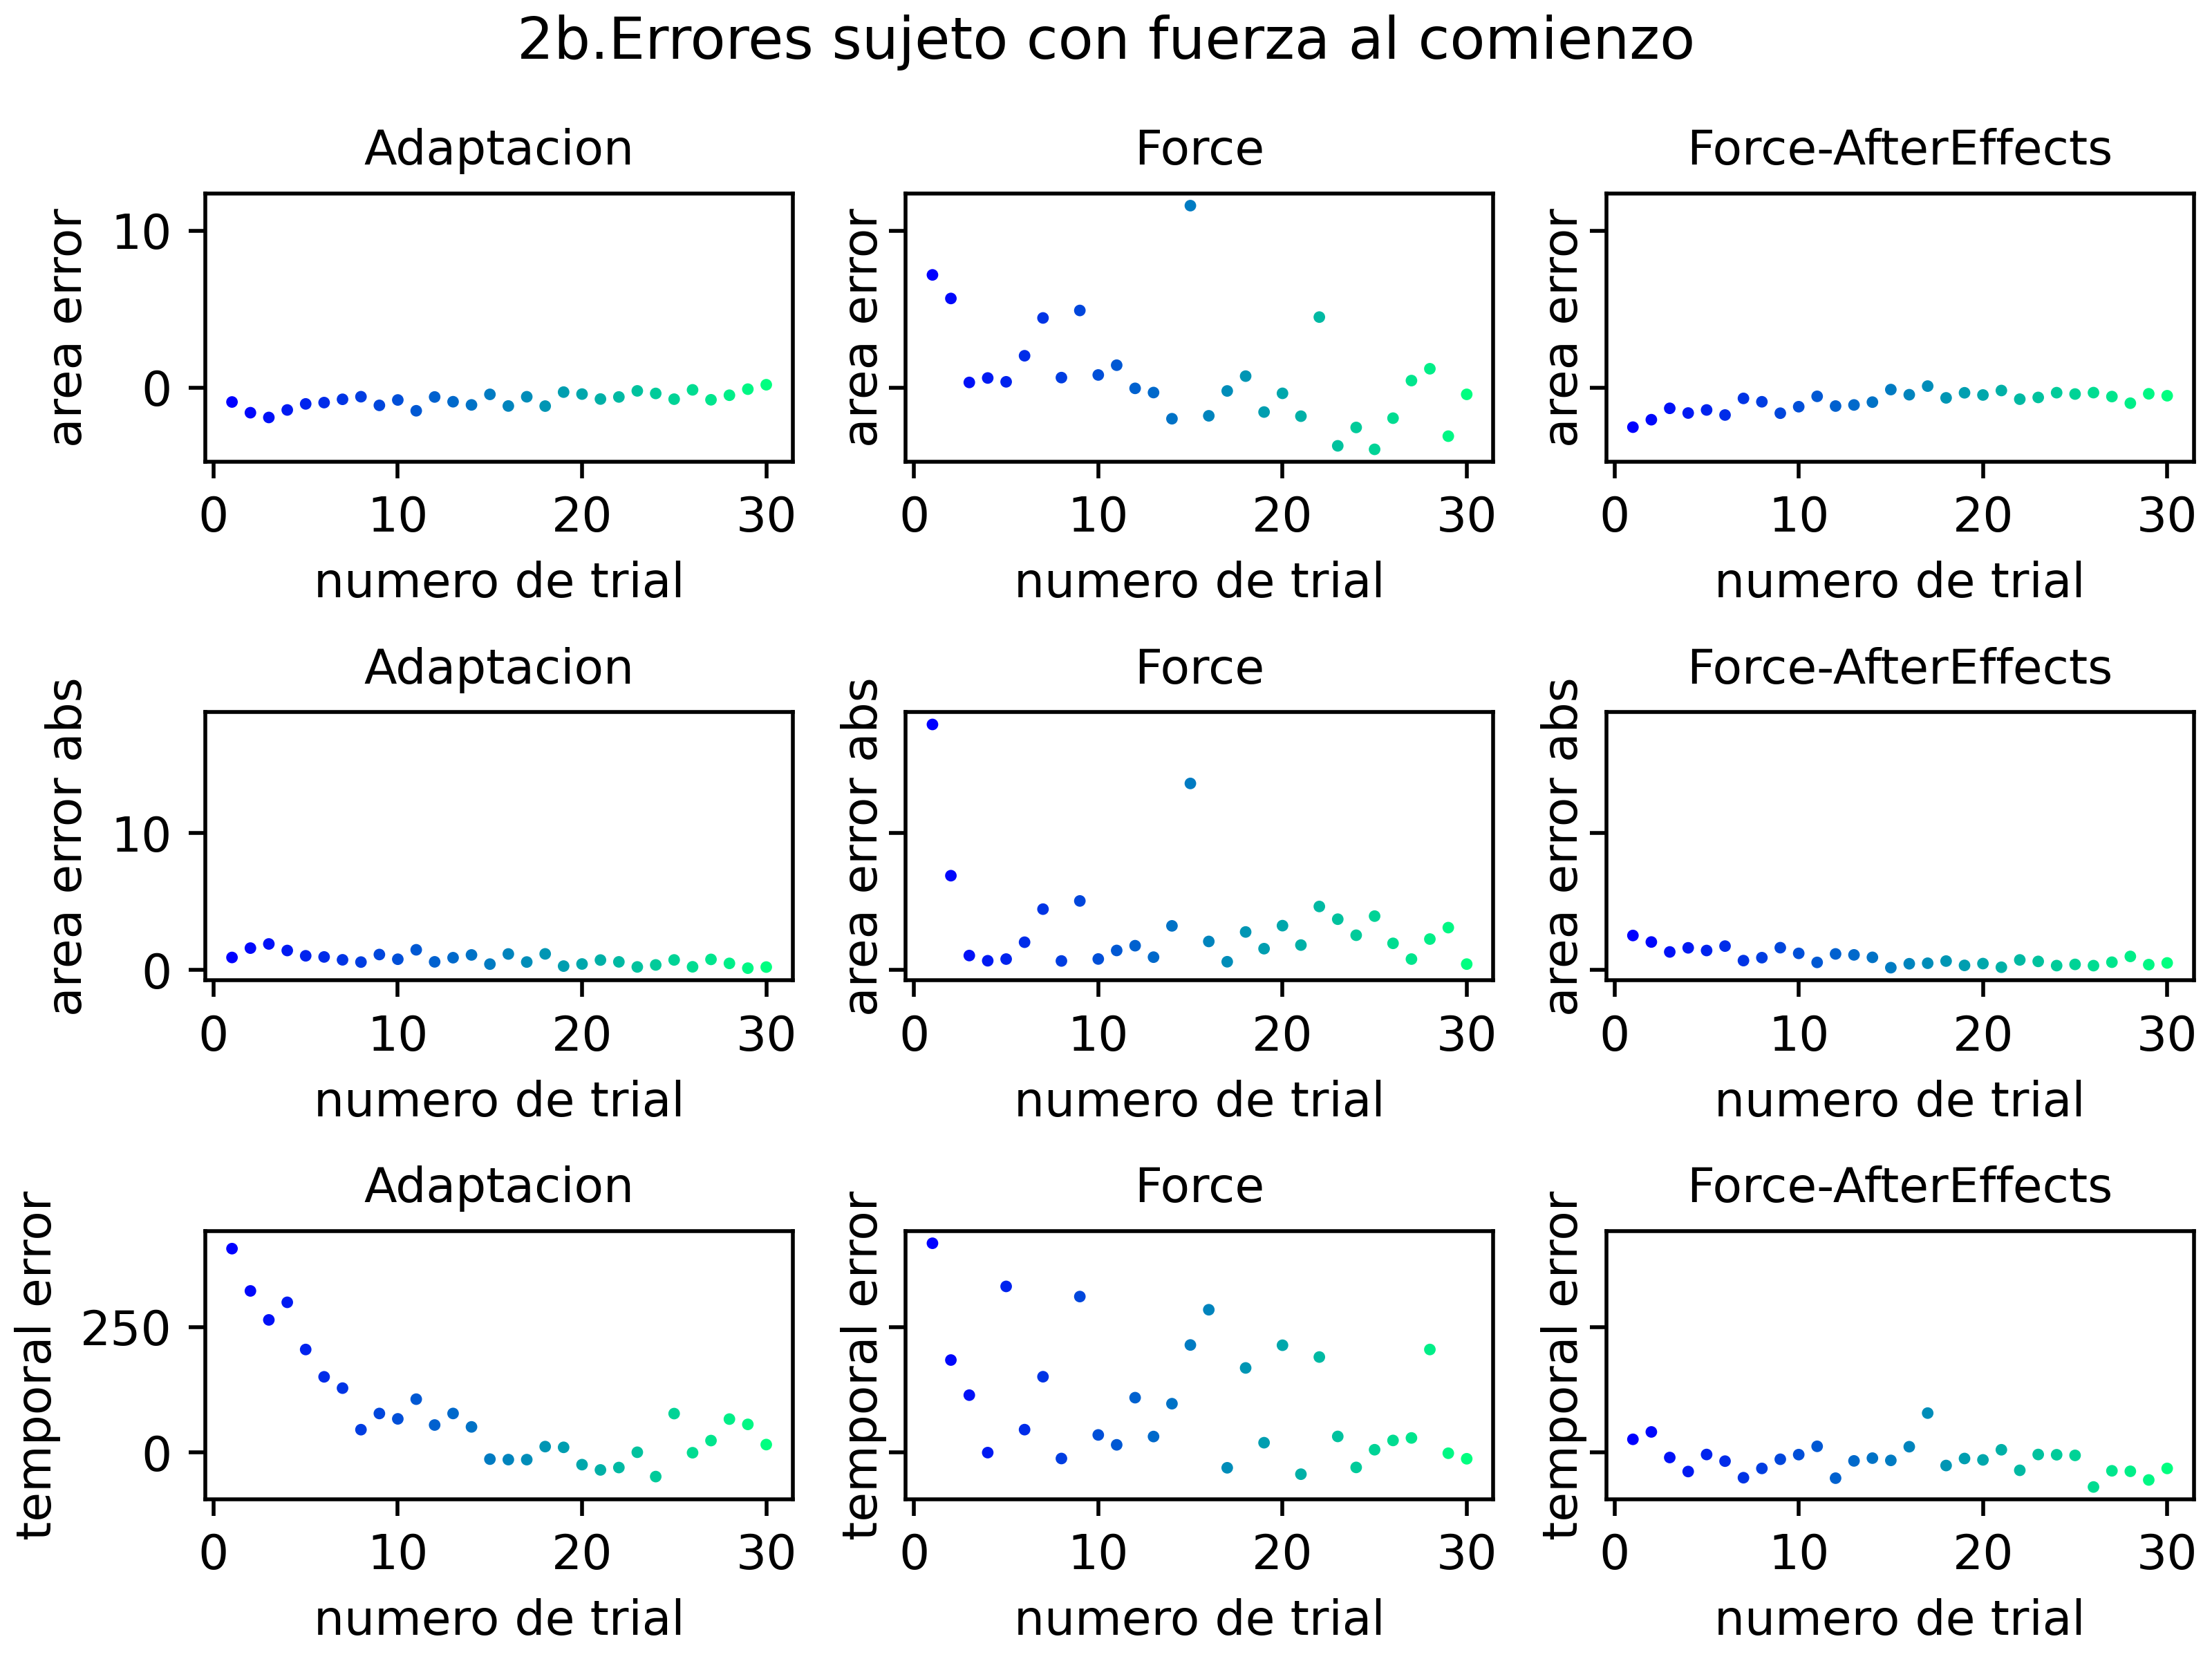 2b.Errores sujeto con fuerza al comienzo
Adaptacion
Force
Force-AfterEffects
area error
10
0
0 10 20 30
numero de trial
area error
0 10 20 30
numero de trial
area error
0 10 20 30
numero de trial
Adaptacion
Force
Force-AfterEffects
area error abs
10
0
0 10 20 30
numero de trial
area error abs
0 10 20 30
numero de trial
area error abs
0 10 20 30
numero de trial
Adaptacion
Force
Force-AfterEffects
temporal error
250
0
0 10 20 30
numero de trial
temporal error
0 10 20 30
numero de trial
temporal error
0 10 20 30
numero de trial